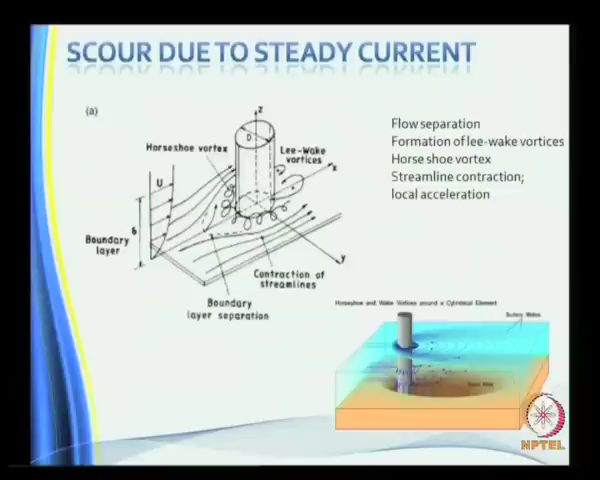 SCOUR DUE TO STEADY CURRENT
(a)
Z
D
Horseshoe vortex
Lee-Wake
vortices
x
U
δ
Boundary
layer
y
Contraction of
streamlines
Boundary
layer separation
Flow separation
Formation of lee-wake vortices
Horse shoe vortex
Streamline contraction;
local acceleration
Horseshoe and Wake Vortices around a Cylindrical Element
NPTEL